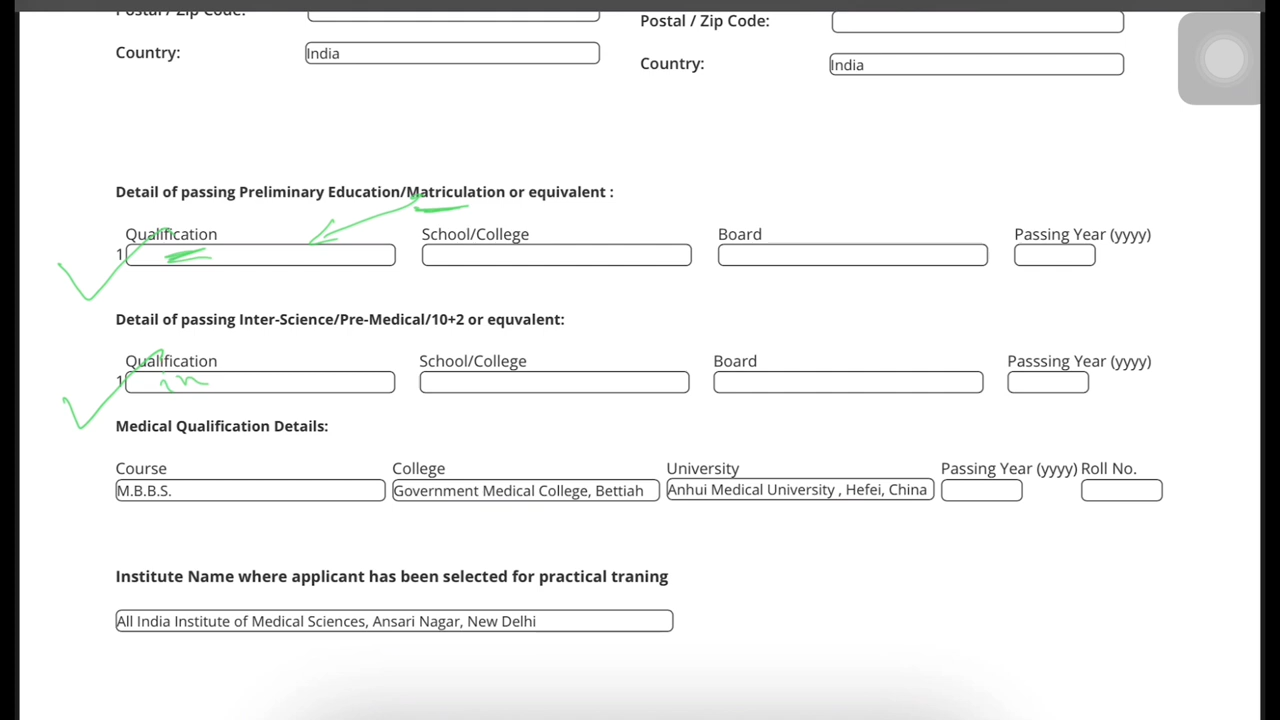 Postal / Zip Code:
Postal / Zip Code:
Country:
India
Country:
India
Detail of passing Preliminary Education/Matriculation or equivalent :
Qualification School/College Board Passing Year (yyyy)
1
Detail of passing Inter-Science/Pre-Medical/10+2 or equvalent:
Qualification School/College Board Passsing Year (yyyy)
1 in
Medical Qualification Details:
Course College University Passing Year (yyyy) Roll No.
M.B.B.S. Government Medical College, Bettiah Anhui Medical University , Hefei, China
Institute Name where applicant has been selected for practical traning
All India Institute of Medical Sciences, Ansari Nagar, New Delhi